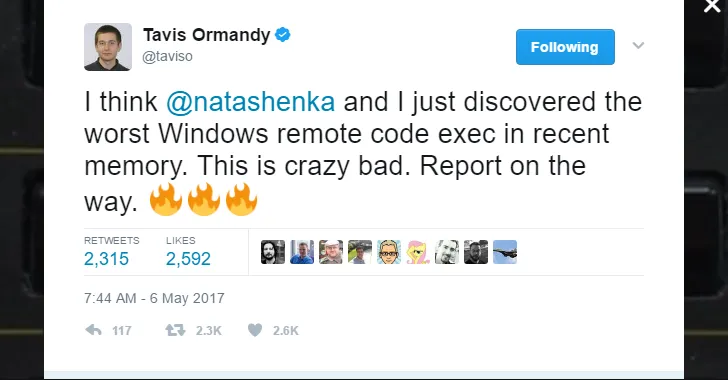 Tavis Ormandy
@taviso
Following
I think @natashenka and I just discovered the
worst Windows remote code exec in recent
memory. This is crazy bad. Report on the
way. 🔥🔥🔥
RETWEETS LIKES
2,315 2,592
7:44 AM - 6 May 2017
117 2.3K 2.6K